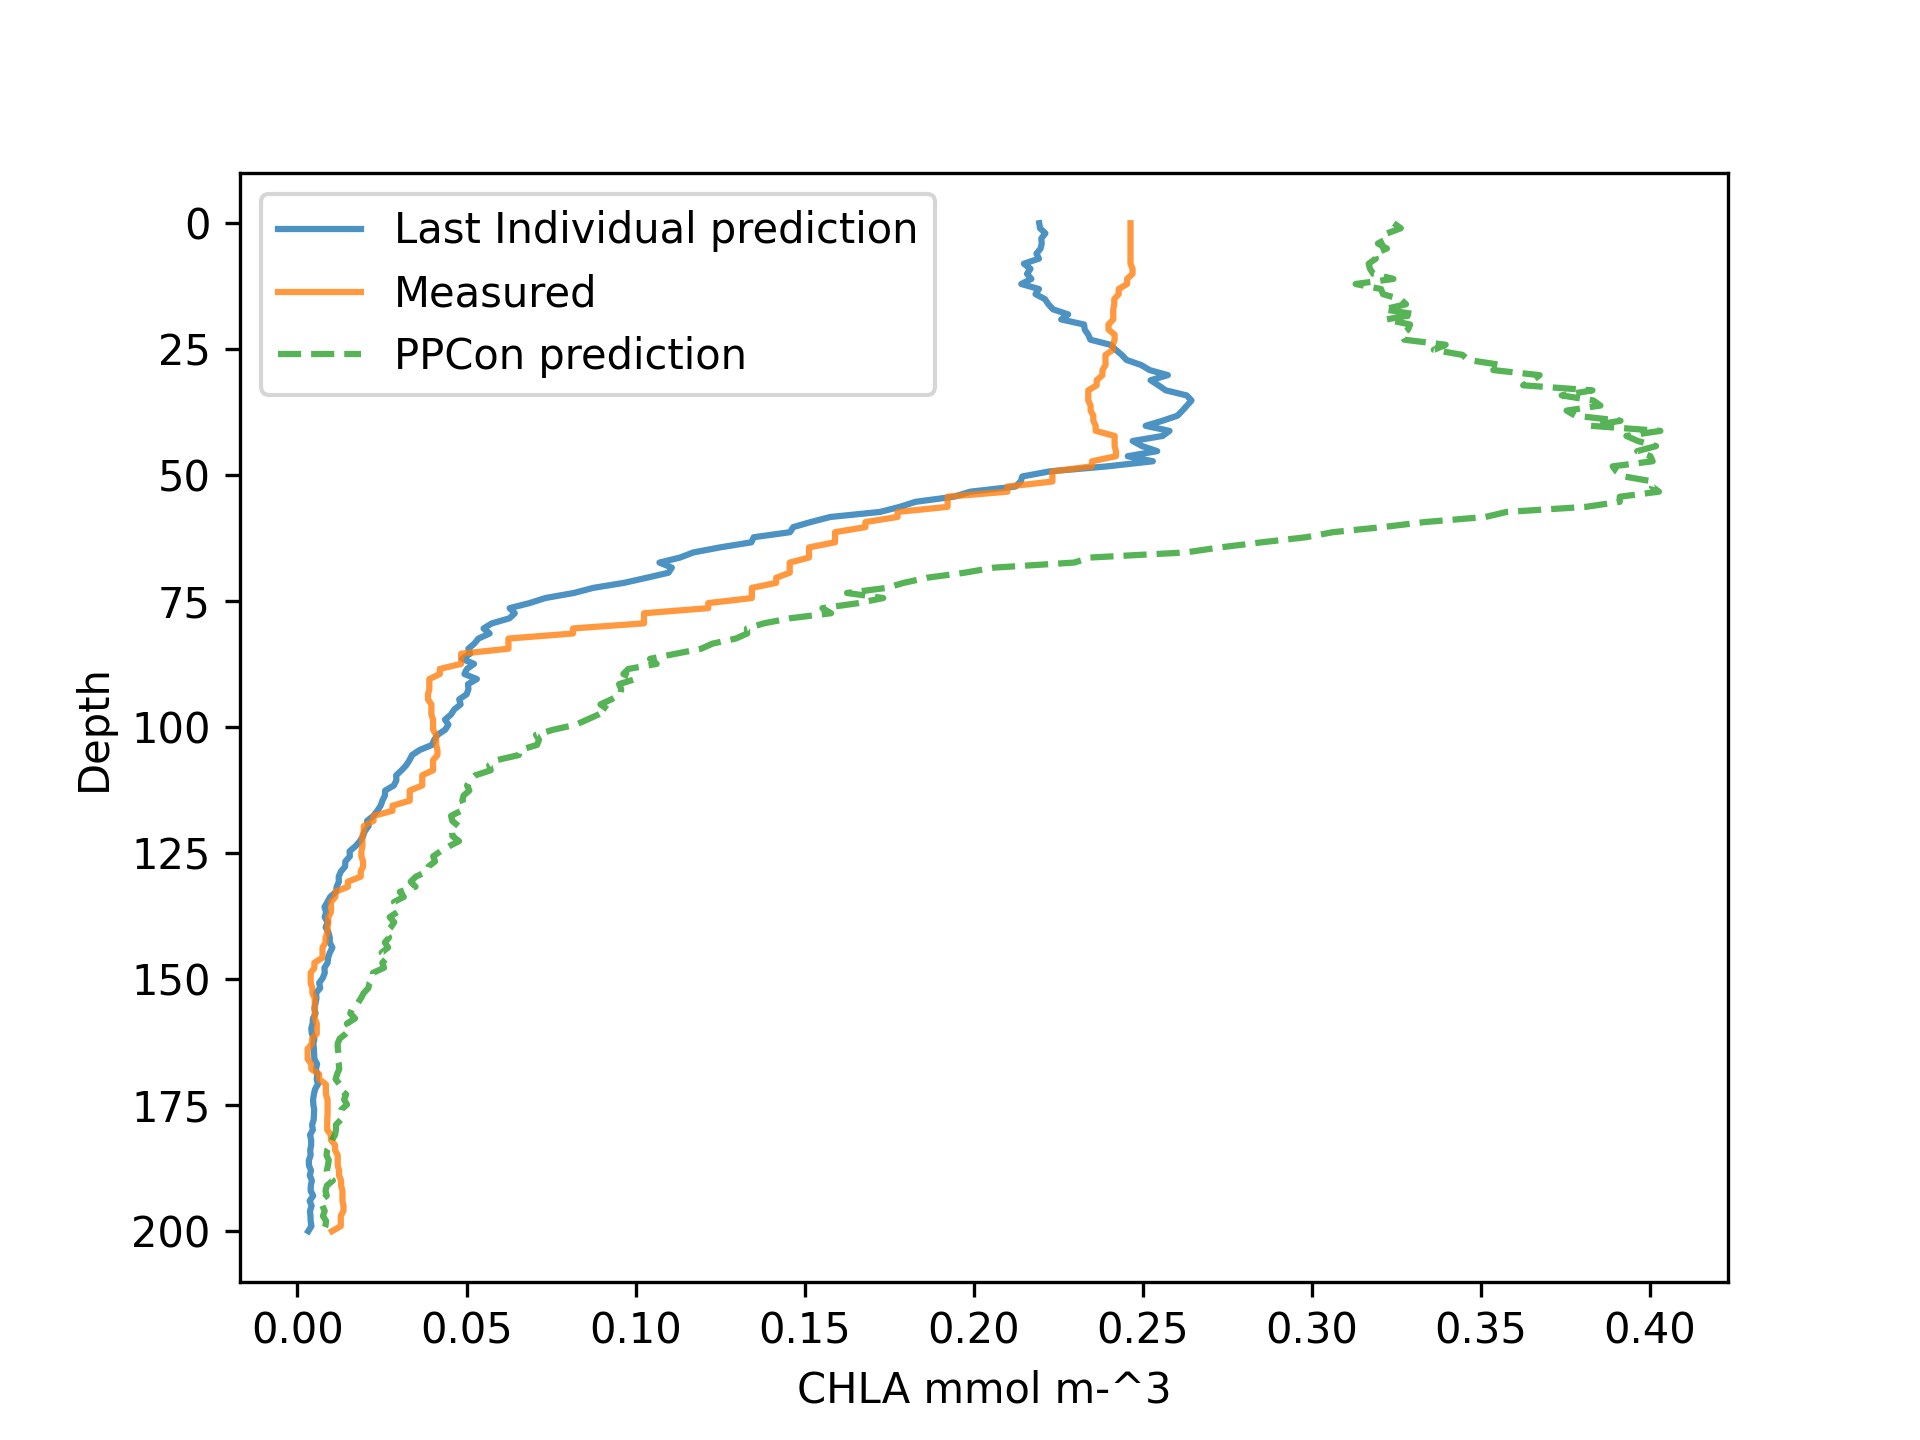 Last Individual prediction
Measured
PPCon prediction
0
25
50
75
100
125
150
175
200
Depth
0.00 0.05 0.10 0.15 0.20 0.25 0.30 0.35 0.40
CHLA mmol m-^3